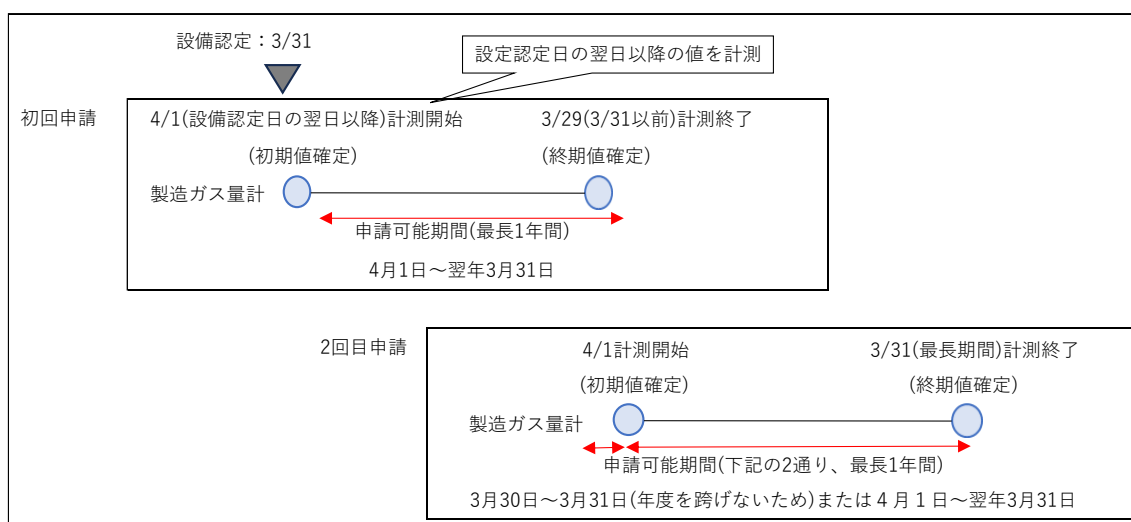 設備認定：3/31
設定認定日の翌日以降の値を計測
初回申請
4/1(設備認定日の翌日以降)計測開始
(初期値確定)
3/29(3/31以前)計測終了
(終期値確定)
製造ガス量計
申請可能期間(最長1年間)
4月1日～翌年3月31日
2回目申請
4/1計測開始
(初期値確定)
3/31(最長期間)計測終了
(終期値確定)
製造ガス量計
申請可能期間(下記の2通り、最長1年間)
3月30日～3月31日(年度を跨げないため)または４月１日～翌年3月31日